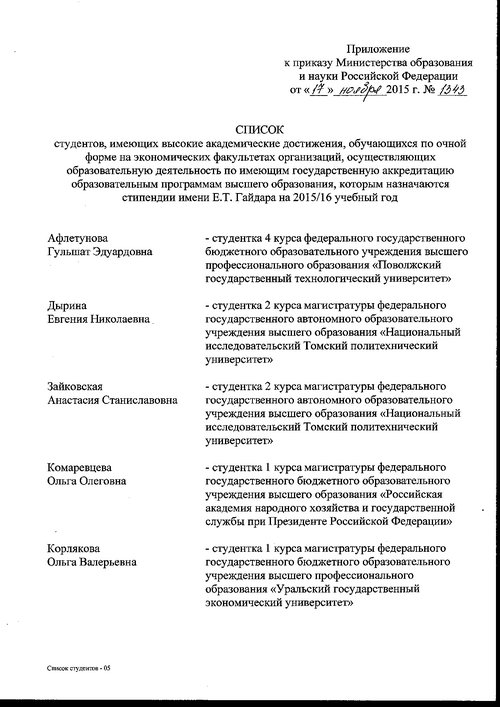 Приложение
к приказу Министерства образования
и науки Российской Федерации
от «17» ноября 2015 г. № 1343
СПИСОК
студентов, имеющих высокие академические достижения, обучающихся по очной
форме на экономических факультетах организаций, осуществляющих
образовательную деятельность по имеющим государственную аккредитацию
образовательным программам высшего образования, которым назначаются
стипендии имени Е.Т. Гайдара на 2015/16 учебный год
Афлетунова
Гульшат Эдуардовна
- студентка 4 курса федерального государственного
бюджетного образовательного учреждения высшего
профессионального образования «Поволжский
государственный технологический университет»
Дырина
Евгения Николаевна
- студентка 2 курса магистратуры федерального
государственного автономного образовательного
учреждения высшего образования «Национальный
исследовательский Томский политехнический
университет»
Зайковская
Анастасия Станиславовна
- студентка 2 курса магистратуры федерального
государственного автономного образовательного
учреждения высшего образования «Национальный
исследовательский Томский политехнический
университет»
Комаревцева
Ольга Олеговна
- студентка 1 курса магистратуры федерального
государственного бюджетного образовательного
учреждения высшего образования «Российская
академия народного хозяйства и государственной
службы при Президенте Российской Федерации»
Корлякова
Ольга Валерьевна
- студентка 1 курса магистратуры федерального
государственного бюджетного образовательного
учреждения высшего профессионального
образования «Уральский государственный
экономический университет»
Список студентов - 05